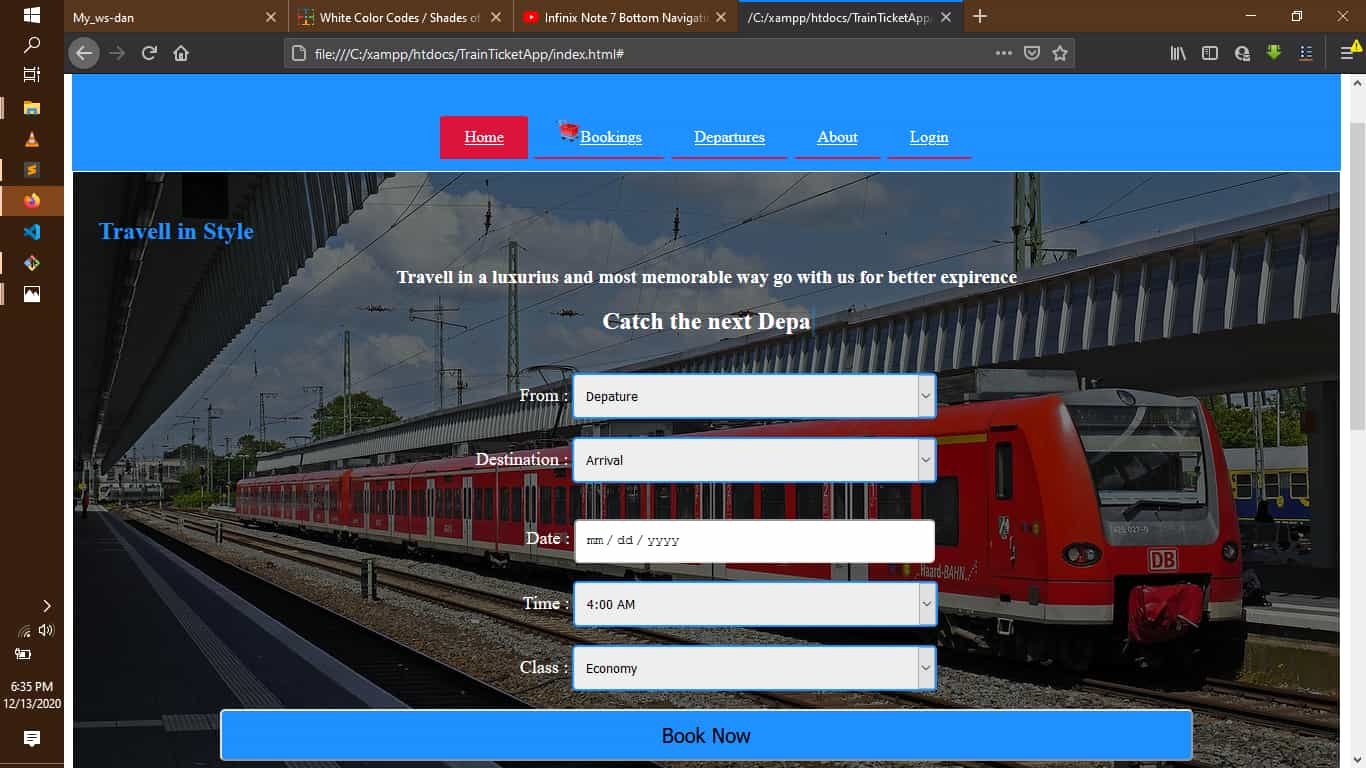 My_ws-dan
White Color Codes / Shades of
Infinix Note 7 Bottom Navigat
/C:/xampp/htdocs/TrainTicketApp/
file:///C:/xampp/htdocs/TrainTicketApp/index.html#
Home Bookings Departures About Login
Travell in Style
Travell in a luxurius and most memorable way go with us for better expirence
Catch the next Depa
From : Depature
Destination : Arrival
Date : mm / dd / yyyy
Time : 4:00 AM
Class : Economy
Book Now
DB
Haard-BAHN
6:35 PM
12/13/2020